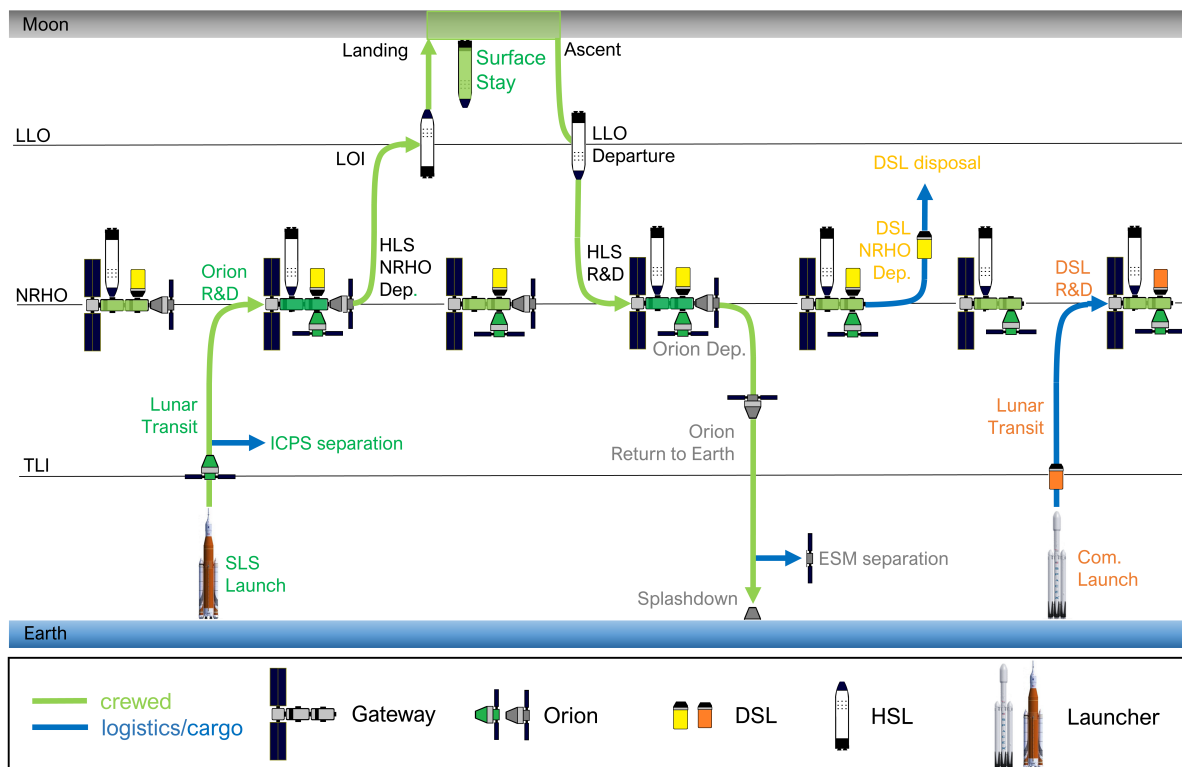 Moon
Landing
Ascent
Surface
Stay
LLO
LOI
LLO
Departure
DSL disposal
NRHO
Orion
R&D
HLS
NRHO
Dep.
HLS
R&D
DSL
NRHO
Dep.
DSL
R&D
Orion Dep.
Lunar
Transit
ICPS separation
Orion
Return to Earth
Lunar
Transit
TLI
SLS
Launch
ESM separation
Splashdown
Com.
Launch
Earth
crewed
logistics/cargo
Gateway
Orion
DSL
HSL
Launcher